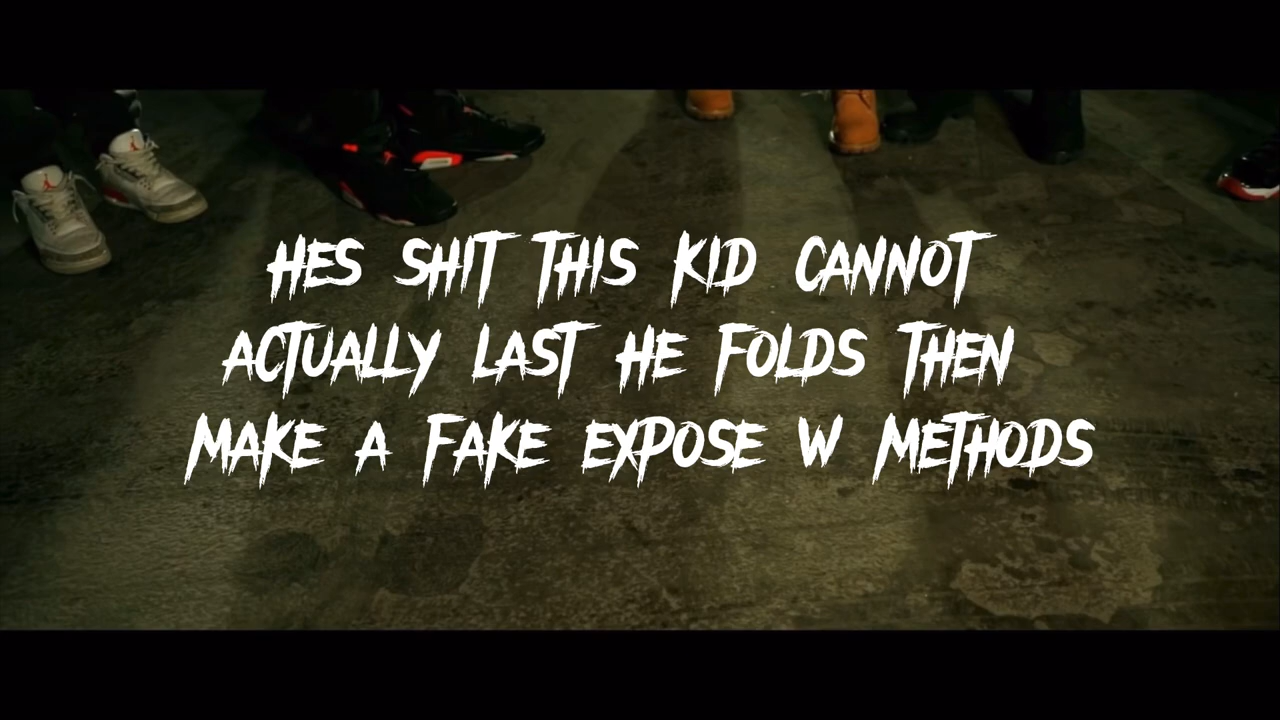 HES SHIT THIS KID CANNOT
ACTUALLY LAST HE FOLDS THEN
MAKE A FAKE EXPOSE W METHODS